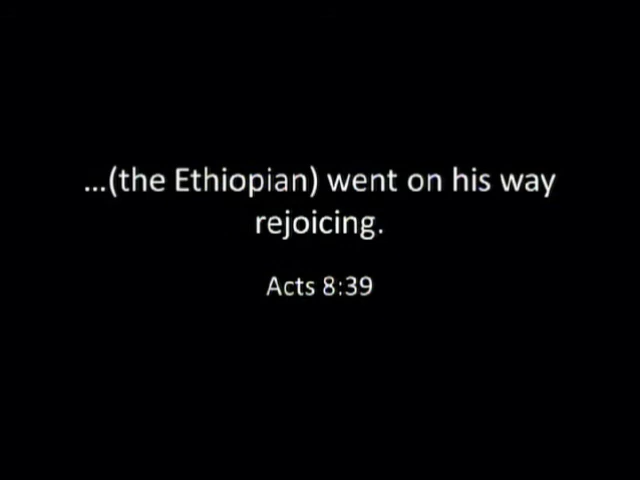 ...(the Ethiopian) went on his way
rejoicing.
Acts 8:39